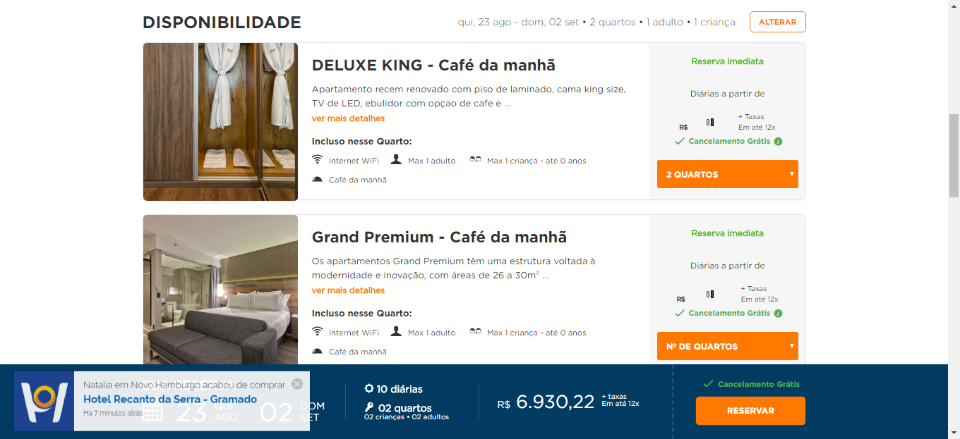 DISPONIBILIDADE
qui, 23 ago - dom, 02 set • 2 quartos • 1 adulto • 1 criança
ALTERAR
DELUXE KING - Café da manhã
Apartamento recem renovado com piso de laminado, cama king size,
TV de LED, ebulidor com opçao de cafe e ...
ver mais detalhes
Incluso nesse Quarto:
Internet WiFi
Max 1 adulto
Max 1 criança - até 0 anos
Café da manhã
Reserva imediata
Diárias a partir de
R$
+ Taxas
Em até 12x
Cancelamento Grátis
2 QUARTOS
Grand Premium - Café da manhã
Os apartamentos Grand Premium têm uma estrutura voltada à
modernidade e inovação, com áreas de 26 a 30m² ...
ver mais detalhes
Incluso nesse Quarto:
Internet WiFi
Max 1 adulto
Max 1 criança - até 0 anos
Café da manhã
Reserva imediata
Diárias a partir de
R$
+ Taxas
Em até 12x
Cancelamento Grátis
Nº DE QUARTOS
Natalia em Novo Hamburgo acabou de comprar
Hotel Recanto da Serra - Gramado
Há 7 minutos atrás
23 QUI AGO
02 DOM SET
10 diárias
02 quartos
02 crianças • 02 adultos
R$ 6.930,22
+ taxas
Em até 12x
Cancelamento Grátis
RESERVAR